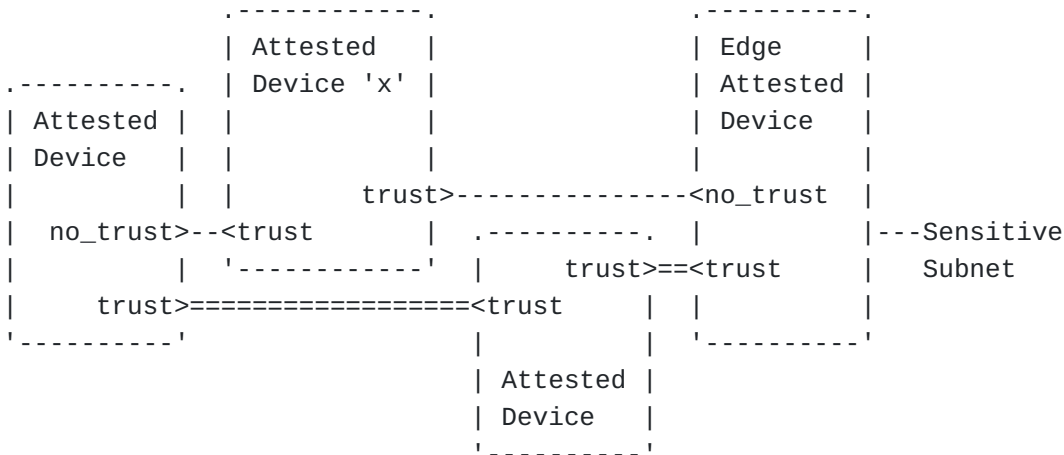 Attested
Device 'x'
Edge
Attested
Device
Attested
Device
trust>---------------<no_trust
no_trust>--<trust
---Sensitive
Subnet
trust>==<trust
trust>==================<trust
Attested
Device